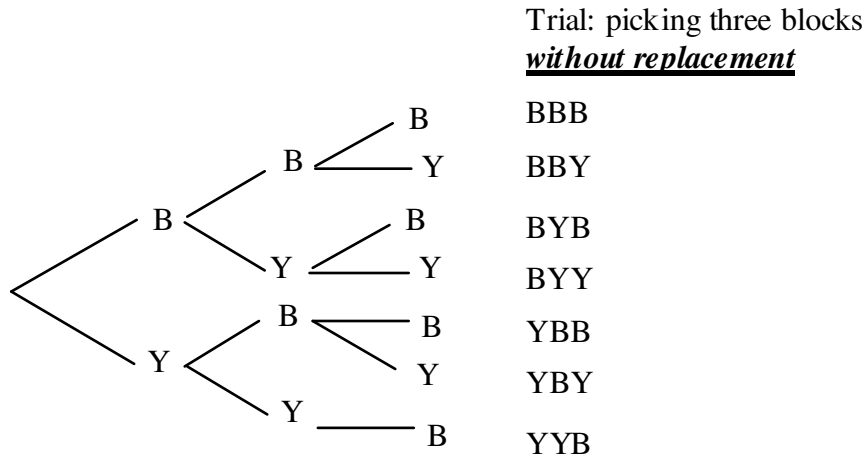 Trial: picking three blocks
without replacement
B BBB
B Y BBY
B B BYB
Y Y BYY
B B YBB
Y Y YBY
Y B YYB